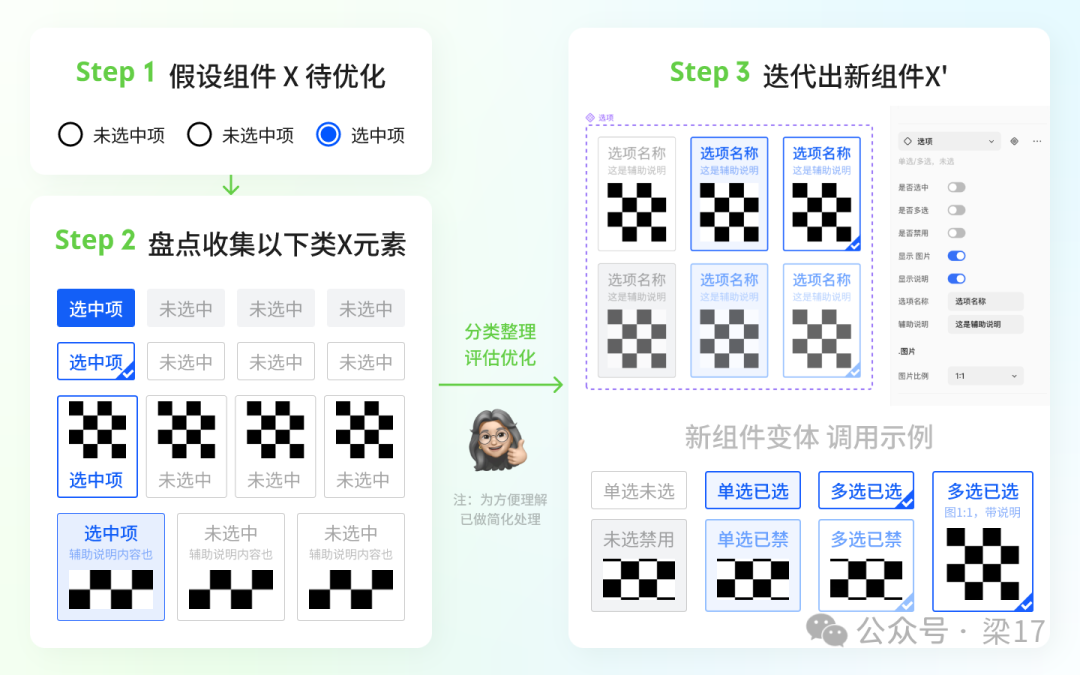 Step 1 假设组件 X 待优化
未选中项 未选中项 选中项
Step 2 盘点收集以下类X元素
选中项 未选中 未选中 未选中
选中项 未选中 未选中 未选中
选中项 未选中 未选中 未选中
选中项 未选中 未选中
辅助说明内容也 辅助说明内容也 辅助说明内容也
分类整理
评估优化
注：为方便理解
已做简化处理
Step 3 迭代出新组件X'
选项
选项名称 选项名称 选项名称
这是辅助说明 这是辅助说明 这是辅助说明
选项名称 选项名称 选项名称
这是辅助说明 这是辅助说明 这是辅助说明
选项
单选/多选、未选
是否选中
是否多选
是否禁用
显示 图片
显示说明
选项名称 选项名称
辅助说明 这是辅助说明
.图片
图片比例 1:1
新组件变体 调用示例
单选未选 单选已选 多选已选 多选已选
图1:1，带说明
未选禁用 单选已禁 多选已禁
公众号 · 梁17